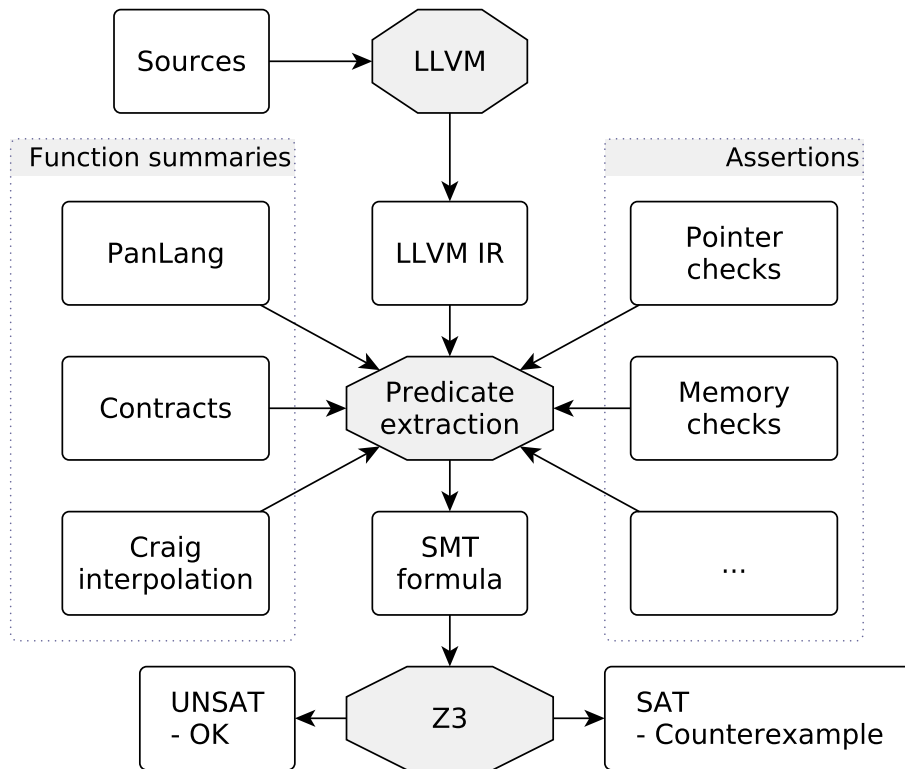 Sources
LLVM
Function summaries
Assertions
PanLang
LLVM IR
Pointer
checks
Contracts
Predicate
extraction
Memory
checks
Craig
interpolation
SMT
formula
...
UNSAT
- OK
Z3
SAT
- Counterexample